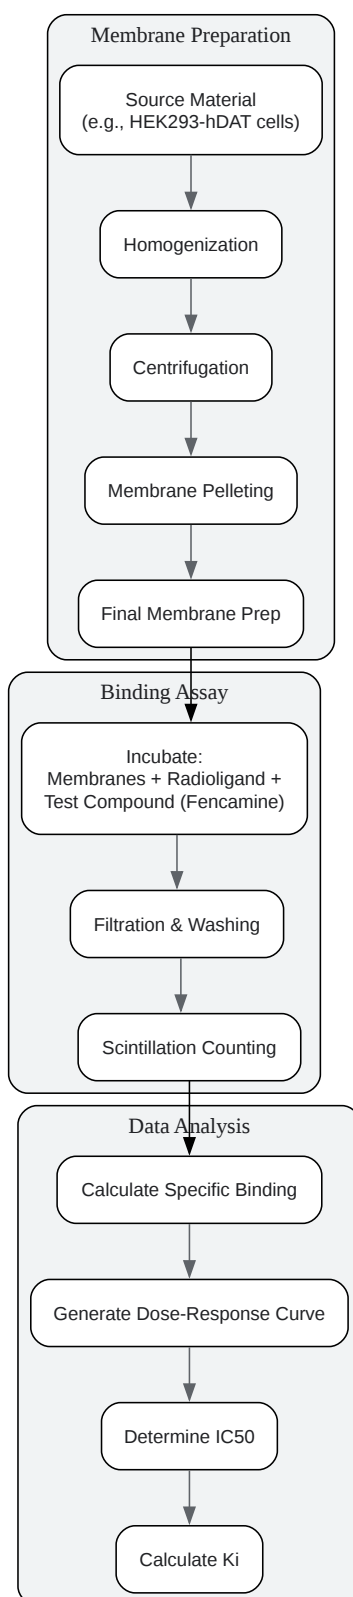 Membrane Preparation
Source Material
(e.g., HEK293-hDAT cells)
Homogenization
Centrifugation
Membrane Pelleting
Final Membrane Prep
Binding Assay
Incubate:
Membranes + Radioligand +
Test Compound (Fencamine)
Filtration & Washing
Scintillation Counting
Data Analysis
Calculate Specific Binding
Generate Dose-Response Curve
Determine IC50
Calculate Ki